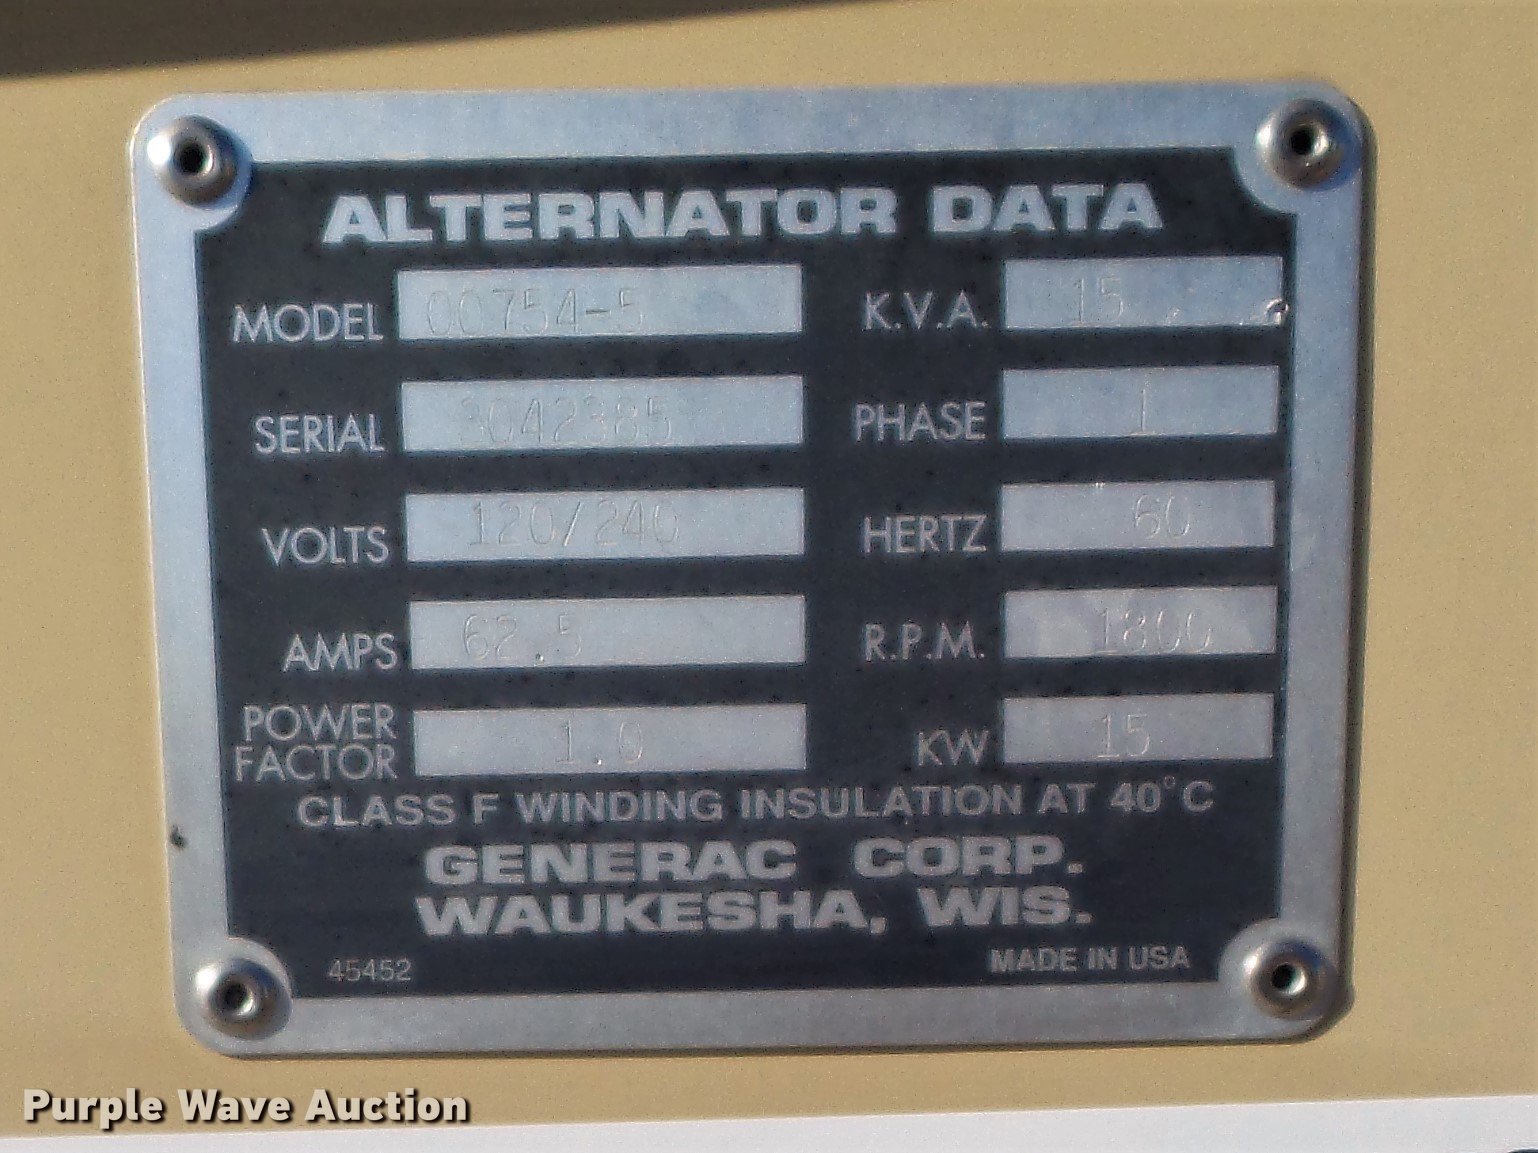 ALTERNATOR DATA
MODEL 00754-5 K.V.A. 15
SERIAL 3042385 PHASE 1
VOLTS 120/240 HERTZ 60
AMPS 62.5 R.P.M. 1800
POWER
FACTOR 1.0 KW 15
CLASS F WINDING INSULATION AT 40°C
GENERAC CORP.
WAUKESHA, WIS.
45452 MADE IN USA
Purple Wave Auction